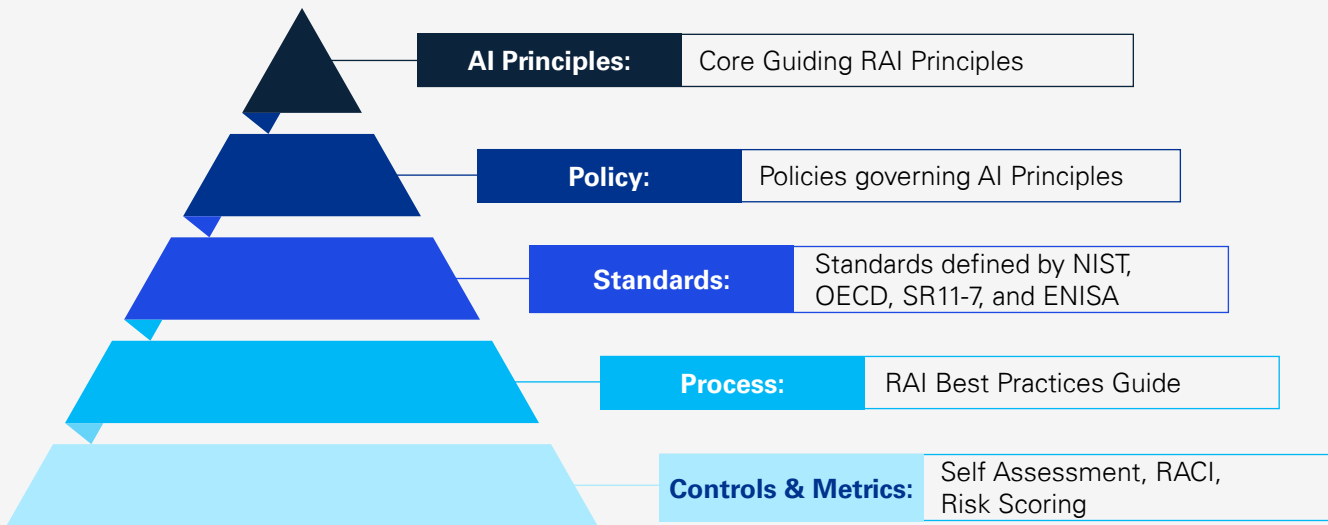 AI Principles: Core Guiding RAI Principles
Policy: Policies governing AI Principles
Standards: Standards defined by NIST,
OECD, SR11-7, and ENISA
Process: RAI Best Practices Guide
Controls & Metrics: Self Assessment, RACI,
Risk Scoring